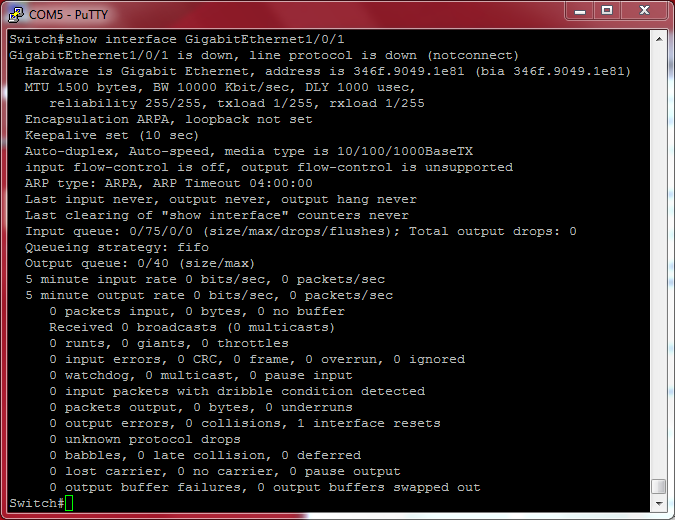 COM5 - PuTTY
Switch#show interface GigabitEthernet1/0/1
GigabitEthernet1/0/1 is down, line protocol is down (notconnect)
Hardware is Gigabit Ethernet, address is 346f.9049.1e81 (bia 346f.9049.1e81)
MTU 1500 bytes, BW 10000 Kbit/sec, DLY 1000 usec,
reliability 255/255, txload 1/255, rxload 1/255
Encapsulation ARPA, loopback not set
Keepalive set (10 sec)
Auto-duplex, Auto-speed, media type is 10/100/1000BaseTX
input flow-control is off, output flow-control is unsupported
ARP type: ARPA, ARP Timeout 04:00:00
Last input never, output never, output hang never
Last clearing of "show interface" counters never
Input queue: 0/75/0/0 (size/max/drops/flushes); Total output drops: 0
Queueing strategy: fifo
Output queue: 0/40 (size/max)
5 minute input rate 0 bits/sec, 0 packets/sec
5 minute output rate 0 bits/sec, 0 packets/sec
0 packets input, 0 bytes, 0 no buffer
Received 0 broadcasts (0 multicasts)
0 runts, 0 giants, 0 throttles
0 input errors, 0 CRC, 0 frame, 0 overrun, 0 ignored
0 watchdog, 0 multicast, 0 pause input
0 input packets with dribble condition detected
0 packets output, 0 bytes, 0 underruns
0 output errors, 0 collisions, 1 interface resets
0 unknown protocol drops
0 babbles, 0 late collision, 0 deferred
0 lost carrier, 0 no carrier, 0 pause output
0 output buffer failures, 0 output buffers swapped out
Switch#